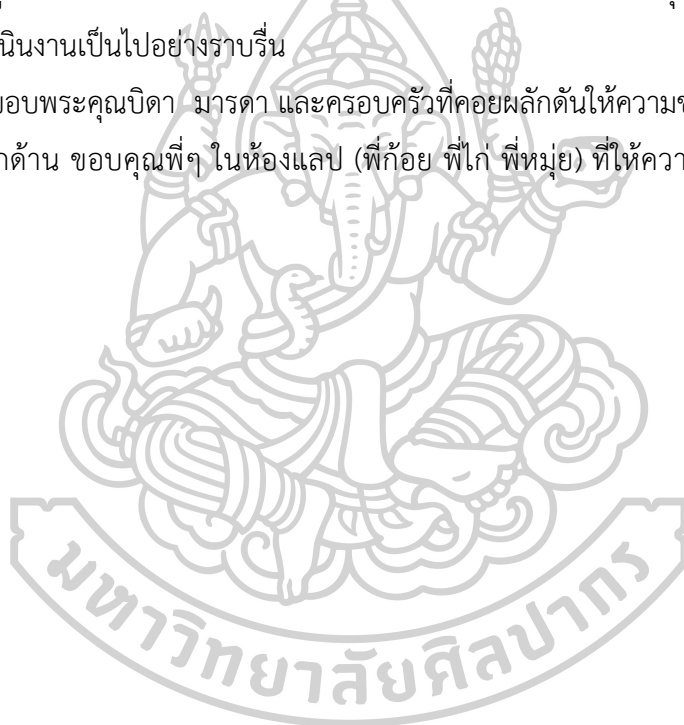 นินงานเป็นไปอย่างราบรื่น
อบพระคุณบิดา มารดา และครอบครัวที่คอยผลักดันให้ความ
กด้าน ขอบคุณพี่ๆ ในห้องแลป (พี่ก้อย พี่ไก่ พี่หมุ่ย) ที่ให้ความ
มหาวิทยาลัยศิลปากร